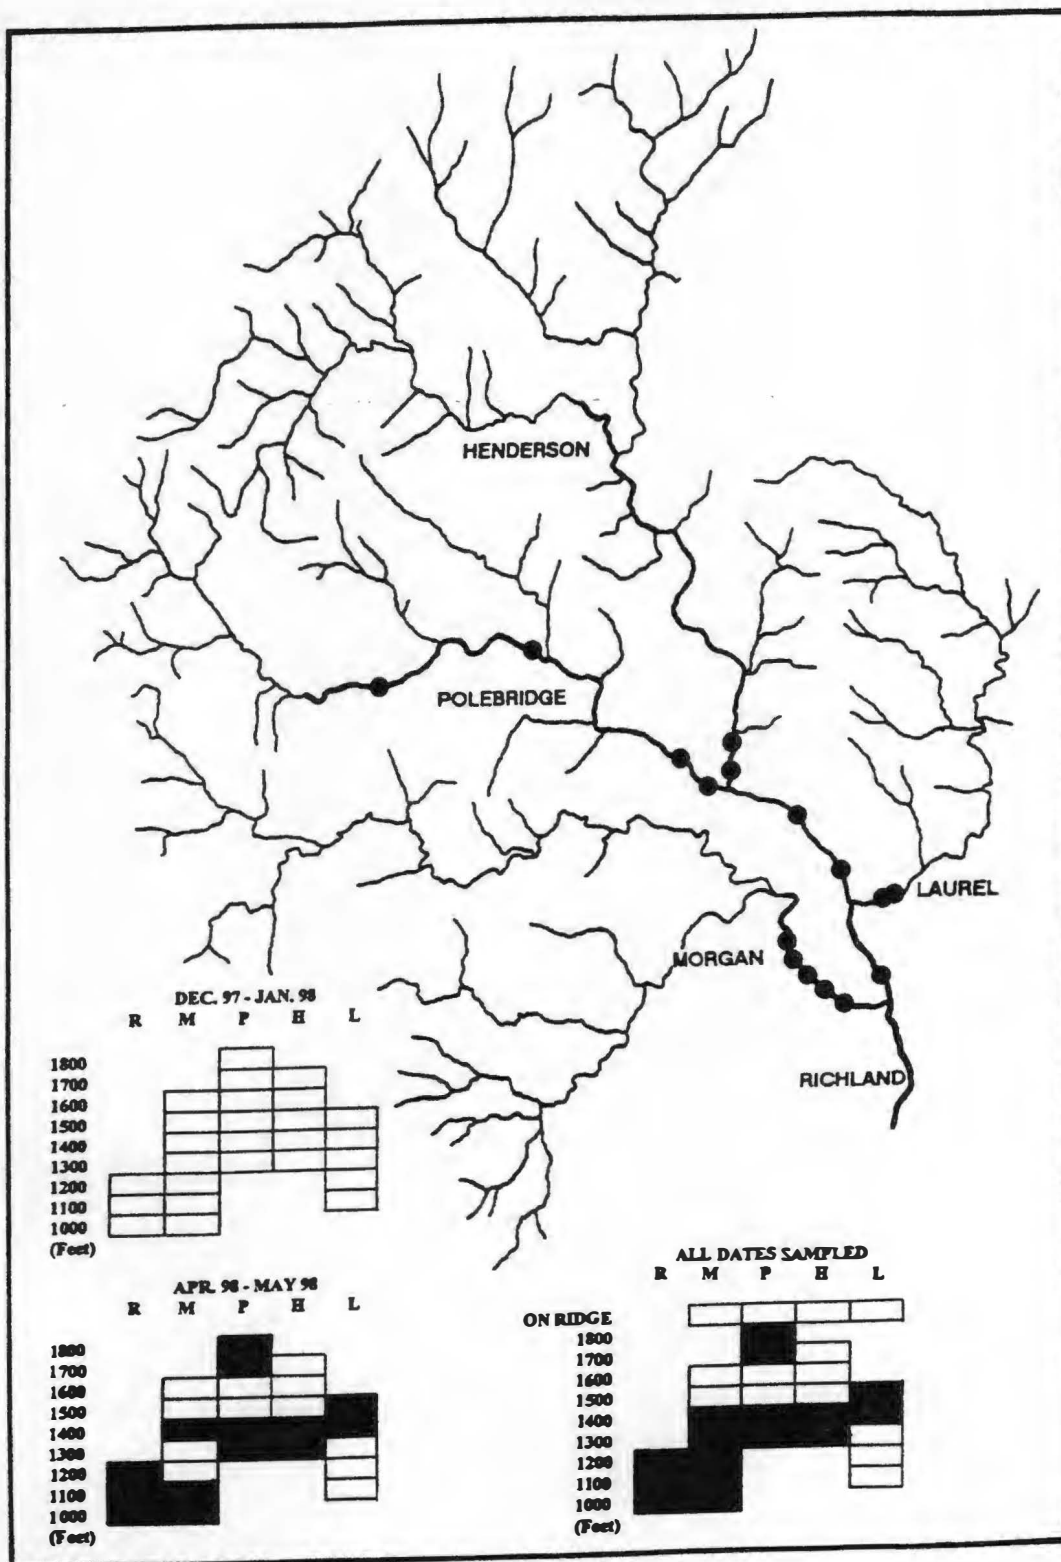 HENDERSON
POLEBRIDGE
LAUREL
MORGAN
RICHLAND
DEC. 97 - JAN. 98
R M P H L
1800
1700
1600
1500
1400
1300
1200
1100
1000
(Feet)
APR. 98 - MAY 98
R M P H L
1800
1700
1600
1500
1400
1300
1200
1100
1000
(Feet)
ALL DATES SAMPLED
R M P H L
ON RIDGE
1800
1700
1600
1500
1400
1300
1200
1100
1000
(Feet)